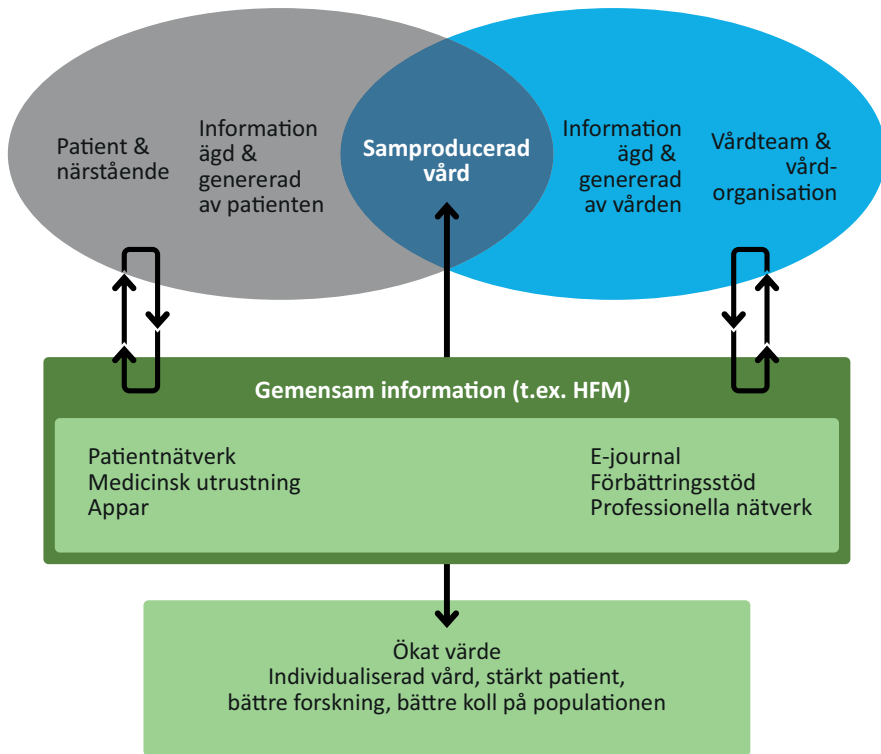 Patient &
närstående
Information
ägd &
genererad
av patienten
Samproducerad
vård
Information
ägd &
genererad
av vården
Vårdteam &
vård-
organisation
Gemensam information (t.ex. HFM)
Patientnätverk
Medicinsk utrustning
Appar
E-journal
Förbättringsstöd
Professionella nätverk
Ökat värde
Individualiserad vård, stärkt patient,
bättre forskning, bättre koll på populationen